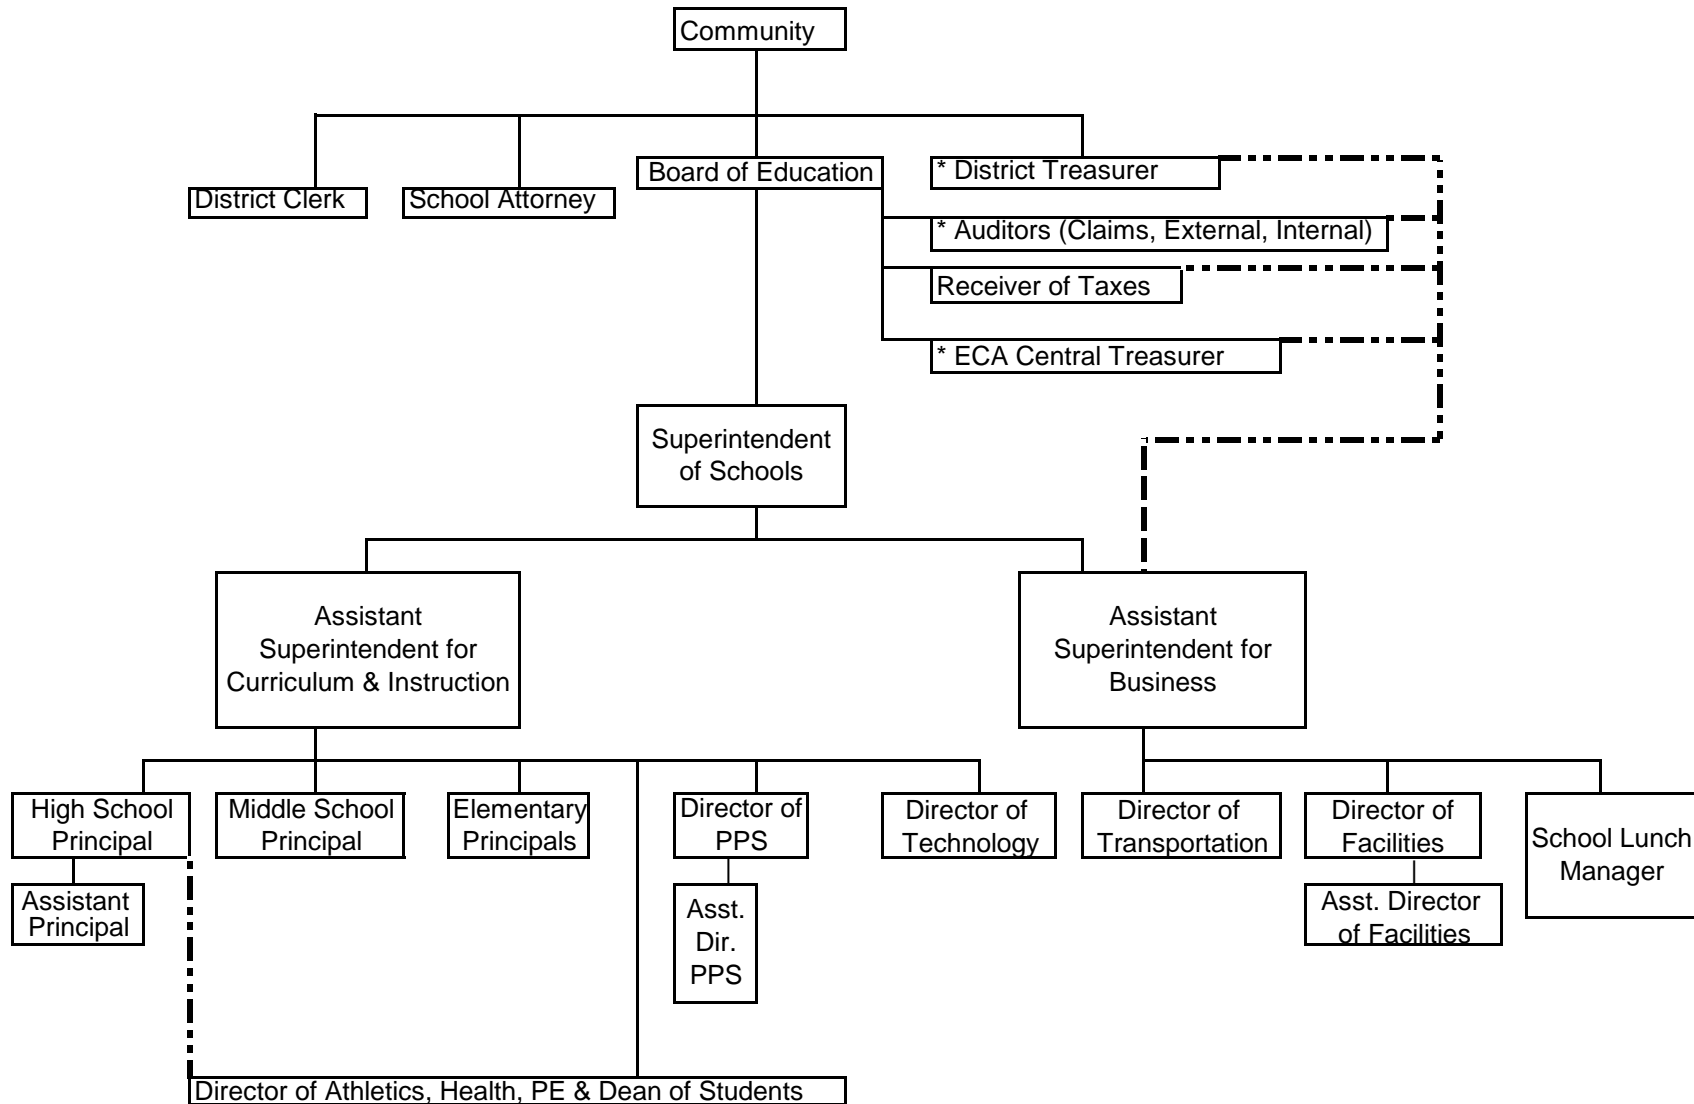 Community
Board of Education
* District Treasurer
District Clerk
School Attorney
* Auditors (Claims, External, Internal)
Receiver of Taxes
* ECA Central Treasurer
Superintendent
of Schools
Assistant
Superintendent for
Curriculum & Instruction
Assistant
Superintendent for
Business
High School
Principal
Middle School
Principal
Elementary
Principals
Director of
PPS
Director of
Technology
Director of
Transportation
Director of
Facilities
School Lunch
Manager
Assistant
Principal
Asst.
Dir.
PPS
Asst. Director
of Facilities
Director of Athletics, Health, PE & Dean of Students